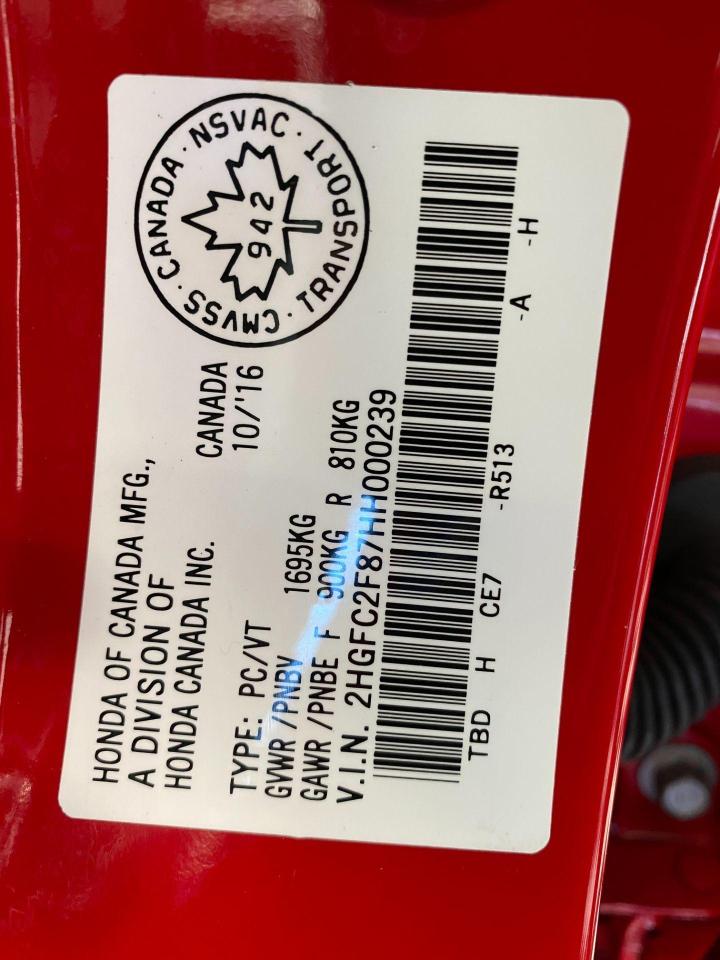 HONDA OF CANADA MFG.,
A DIVISION OF
HONDA CANADA INC.
CANADA
10/'16
CMVSS · CANADA · NSVAC · TRANSPORT ·
942
TYPE: PC/VT
GVWR /PNBV 1695KG
GAWR /PNBE F 900KG R 810KG
V.I.N. 2HGFC2F87HH000239
TBD H CE7 -R513 -A -H